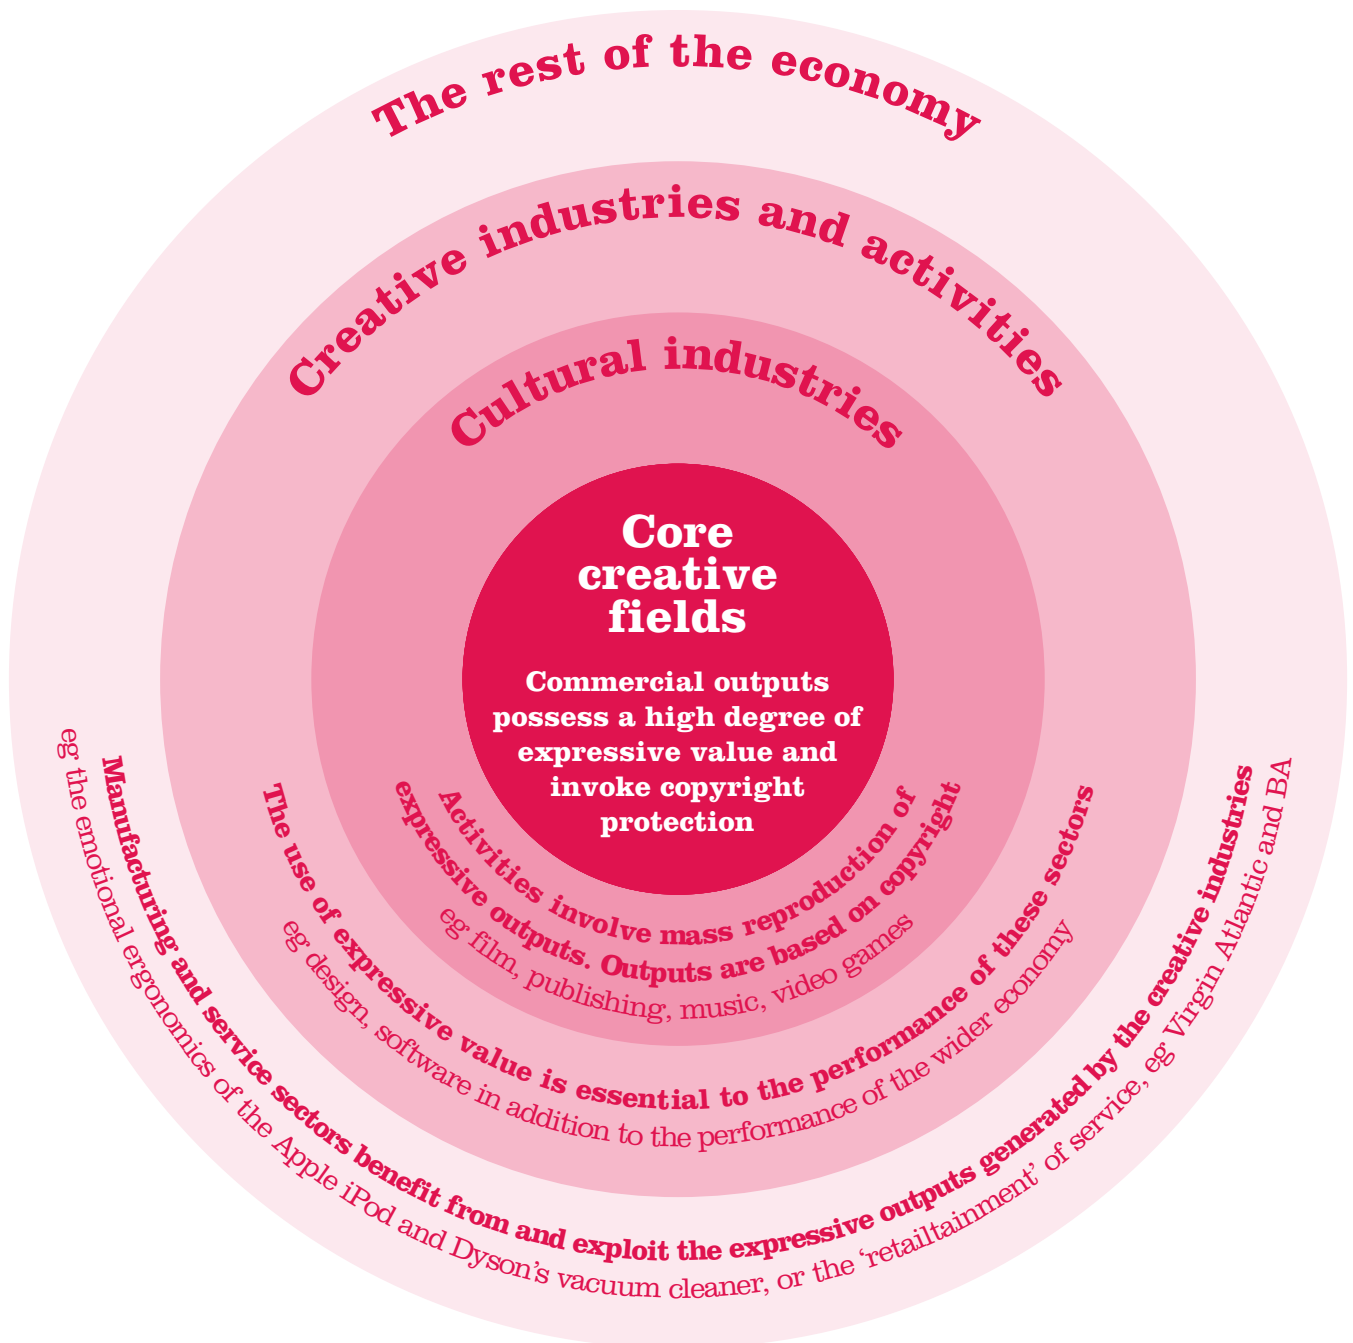 The rest of the economy
Creative industries and activities
Cultural industries
Core
creative
fields
Commercial outputs
possess a high degree of
expressive value and
invoke copyright
protection
Activities involve mass reproduction of
expressive outputs. Outputs are based on copyright
eg film, publishing, music, video games
The use of expressive value is essential to the performance of these sectors
eg design, software in addition to the performance of the wider economy
Manufacturing and service sectors benefit from and exploit the expressive outputs generated by the creative industries
eg the emotional ergonomics of the Apple iPod and Dyson’s vacuum cleaner, or the ‘retailtainment’ of service, eg Virgin Atlantic and BA